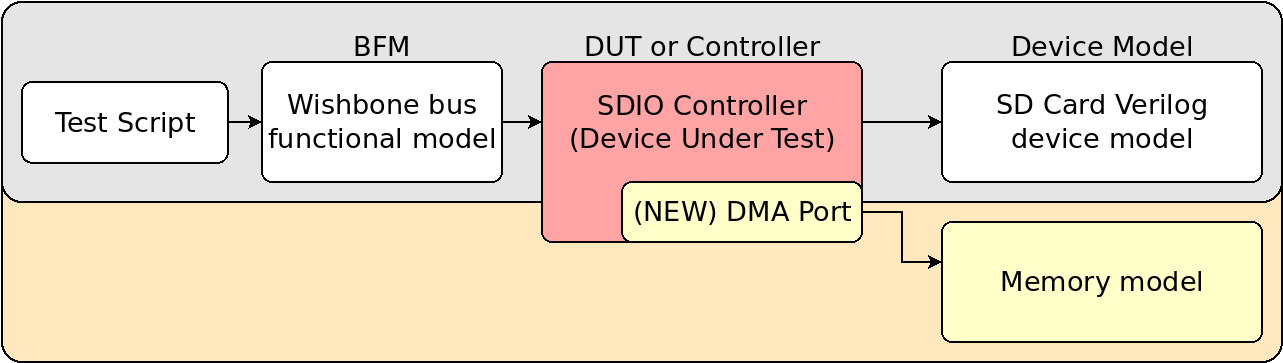 BFM
DUT or Controller
Device Model
Test Script
Wishbone bus
functional model
SDIO Controller
(Device Under Test)
SD Card Verilog
device model
(NEW) DMA Port
Memory model